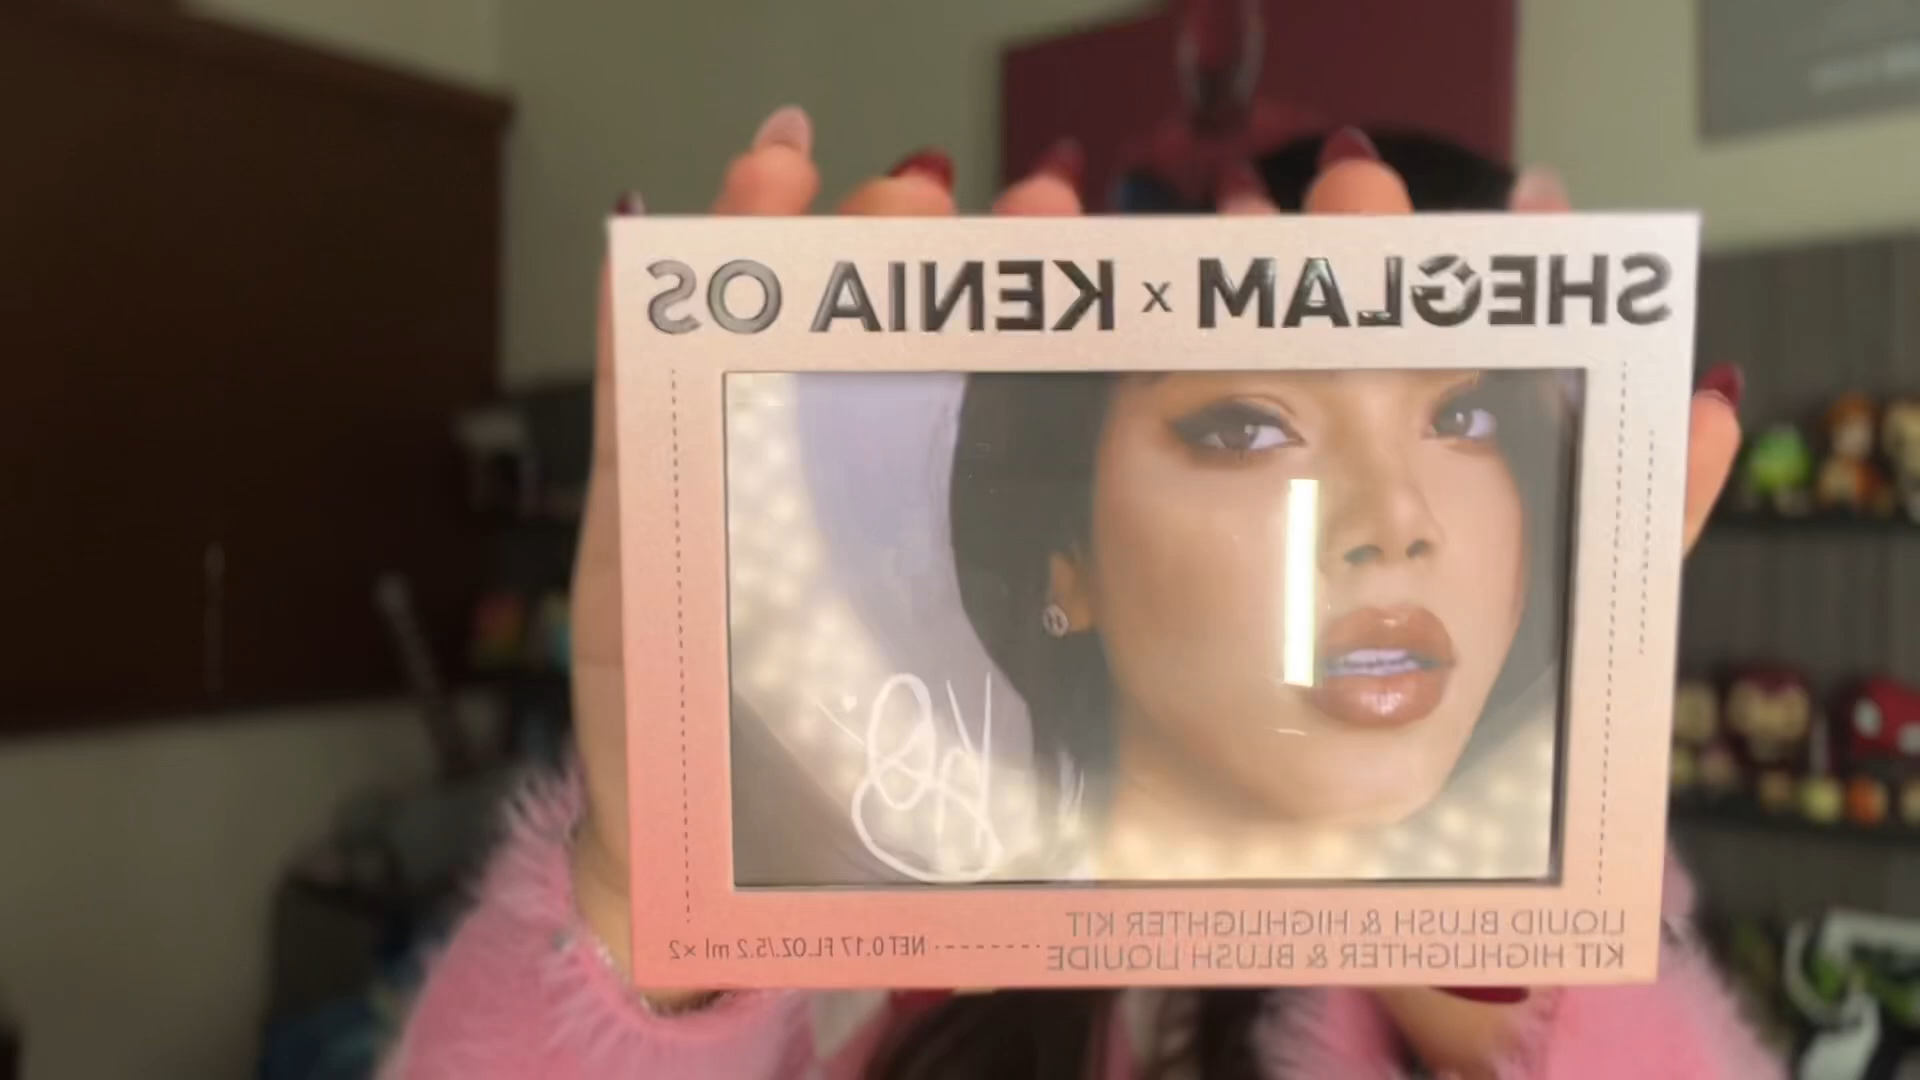 SHEGLAM x KENIA OS
LIQUID BLUSH & HIGHLIGHTER KIT
KIT HIGHLIGHTER & BLUSH LIQUIDE
NET 0.17 FL.OZ./5.2 ml ×2